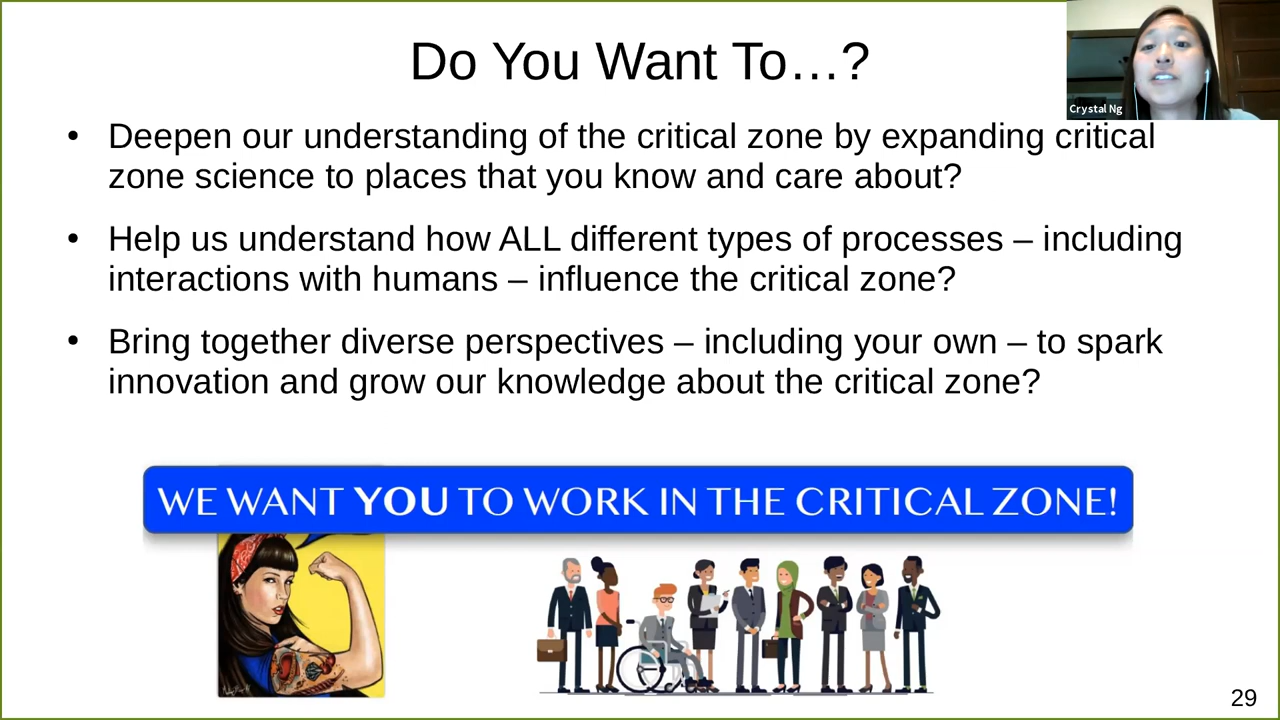 Do You Want To…?
Crystal Ng
• Deepen our understanding of the critical zone by expanding critical
zone science to places that you know and care about?
• Help us understand how ALL different types of processes – including
interactions with humans – influence the critical zone?
• Bring together diverse perspectives – including your own – to spark
innovation and grow our knowledge about the critical zone?
WE WANT YOU TO WORK IN THE CRITICAL ZONE!
29